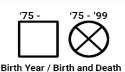 '75 - '75 - '99
Birth Year / Birth and Death